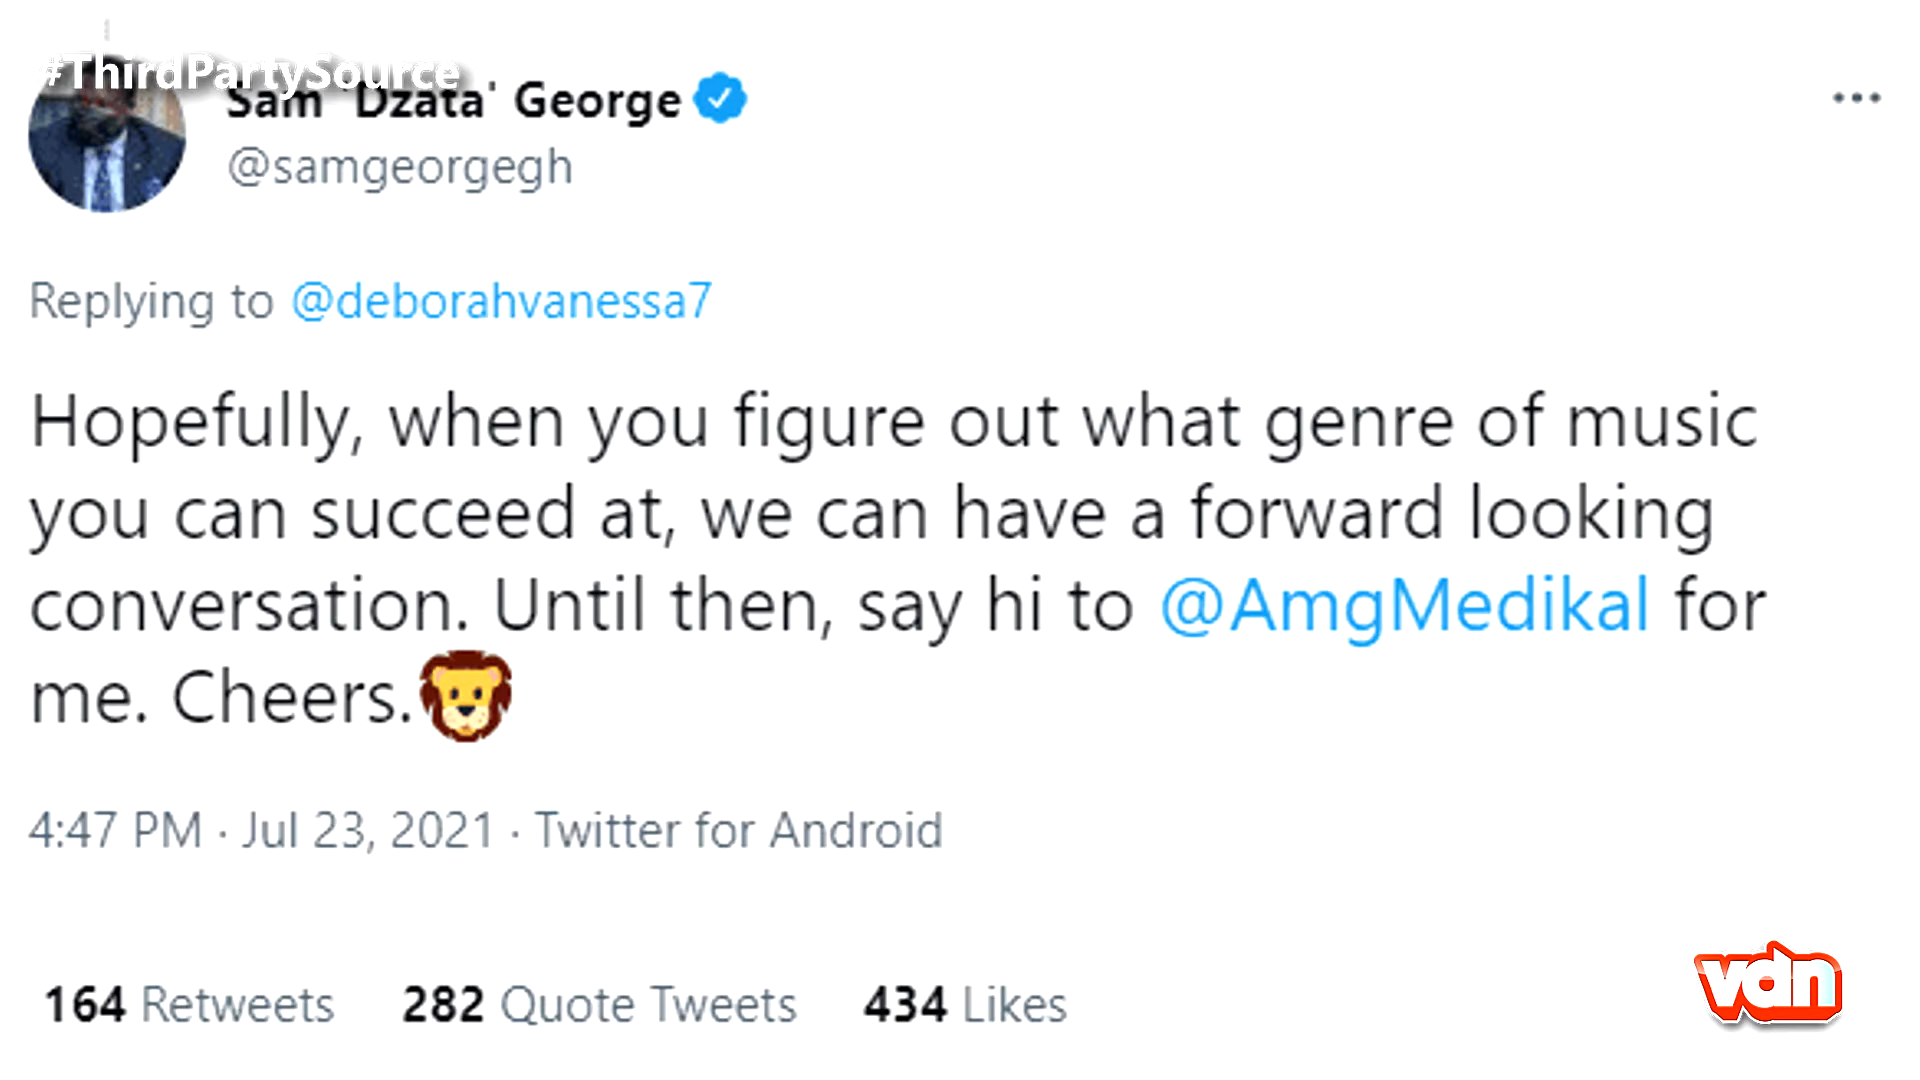 #ThirdPartySource
Sam 'Dzata' George
@samgeorgegh
Replying to @deborahvanessa7
Hopefully, when you figure out what genre of music
you can succeed at, we can have a forward looking
conversation. Until then, say hi to @AmgMedikal for
me. Cheers.
4:47 PM · Jul 23, 2021 · Twitter for Android
164 Retweets 282 Quote Tweets 434 Likes
vdn